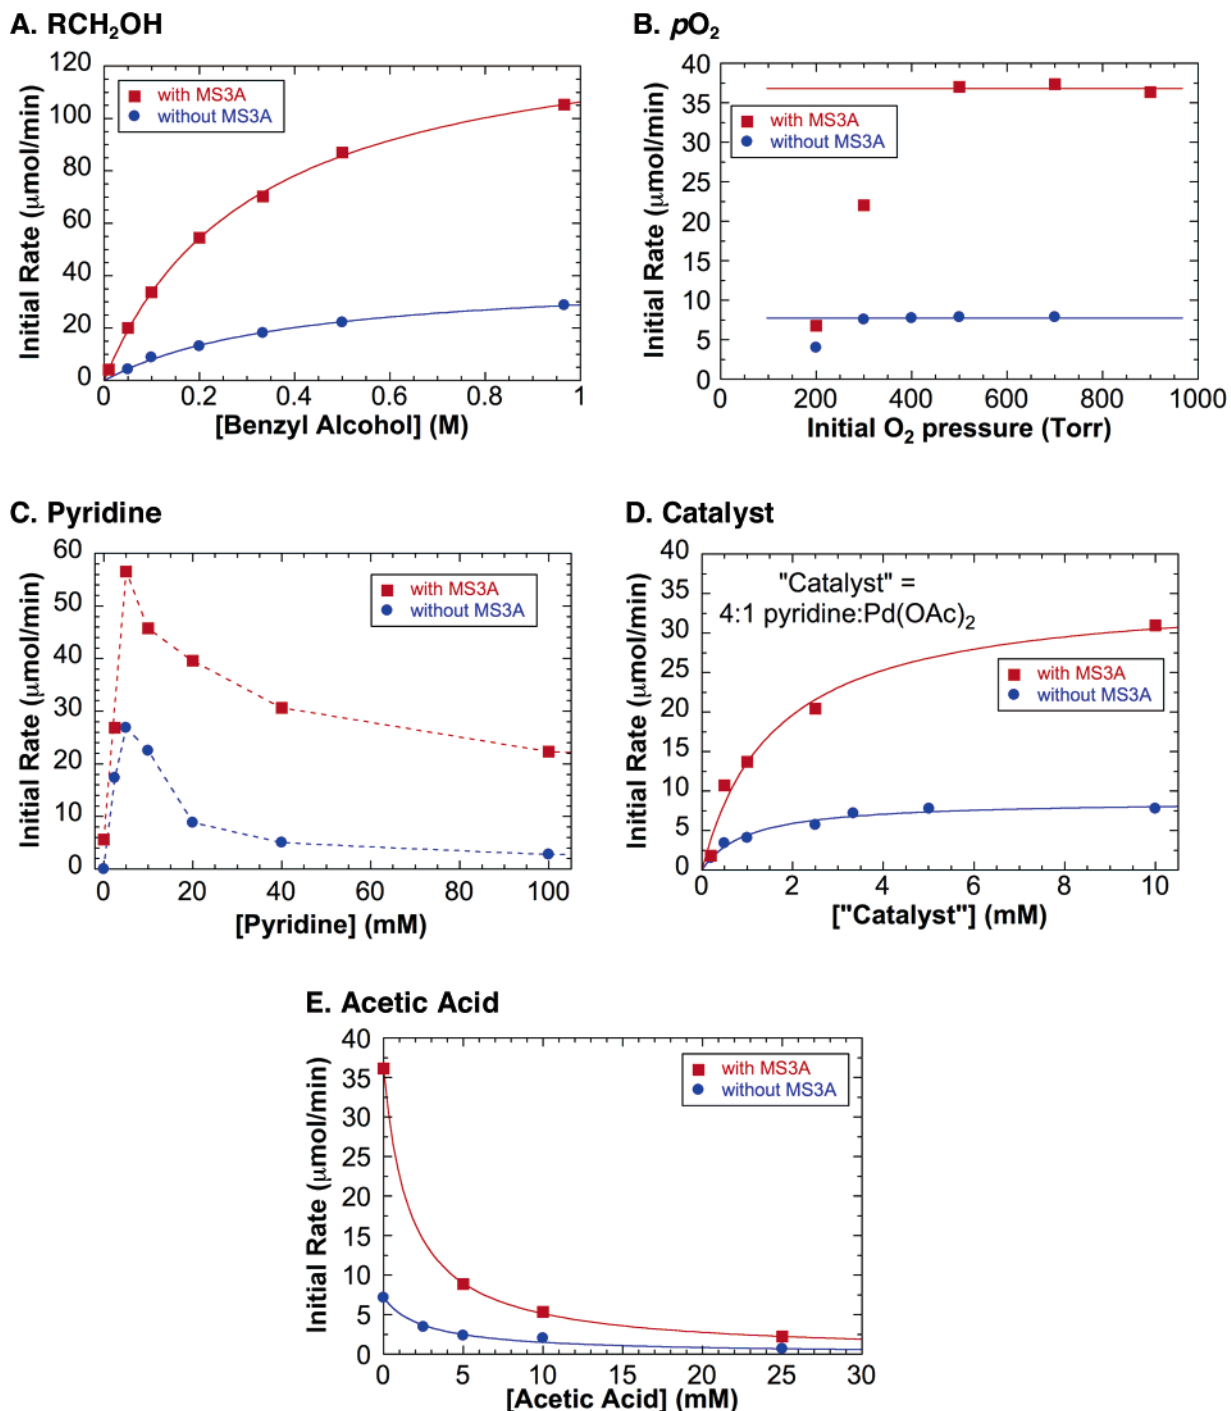 A. RCH₂OH
120
100
80
60
40
20
0
Initial Rate (μmol/min)
with MS3A
without MS3A
0 0.2 0.4 0.6 0.8 1
[Benzyl Alcohol] (M)
B. pO₂
40
35
30
25
20
15
10
5
0
Initial Rate (μmol/min)
with MS3A
without MS3A
200 400 600 800 1000
Initial O₂ pressure (Torr)
C. Pyridine
60
50
40
30
20
10
0
Initial Rate (μmol/min)
with MS3A
without MS3A
0 20 40 60 80 100
[Pyridine] (mM)
D. Catalyst
40
35
30
25
20
15
10
5
0
Initial Rate (μmol/min)
"Catalyst" =
4:1 pyridine:Pd(OAc)₂
with MS3A
without MS3A
0 2 4 6 8 10
["Catalyst"] (mM)
E. Acetic Acid
40
35
30
25
20
15
10
5
0
Initial Rate (μmol/min)
with MS3A
without MS3A
0 5 10 15 20 25 30
[Acetic Acid] (mM)